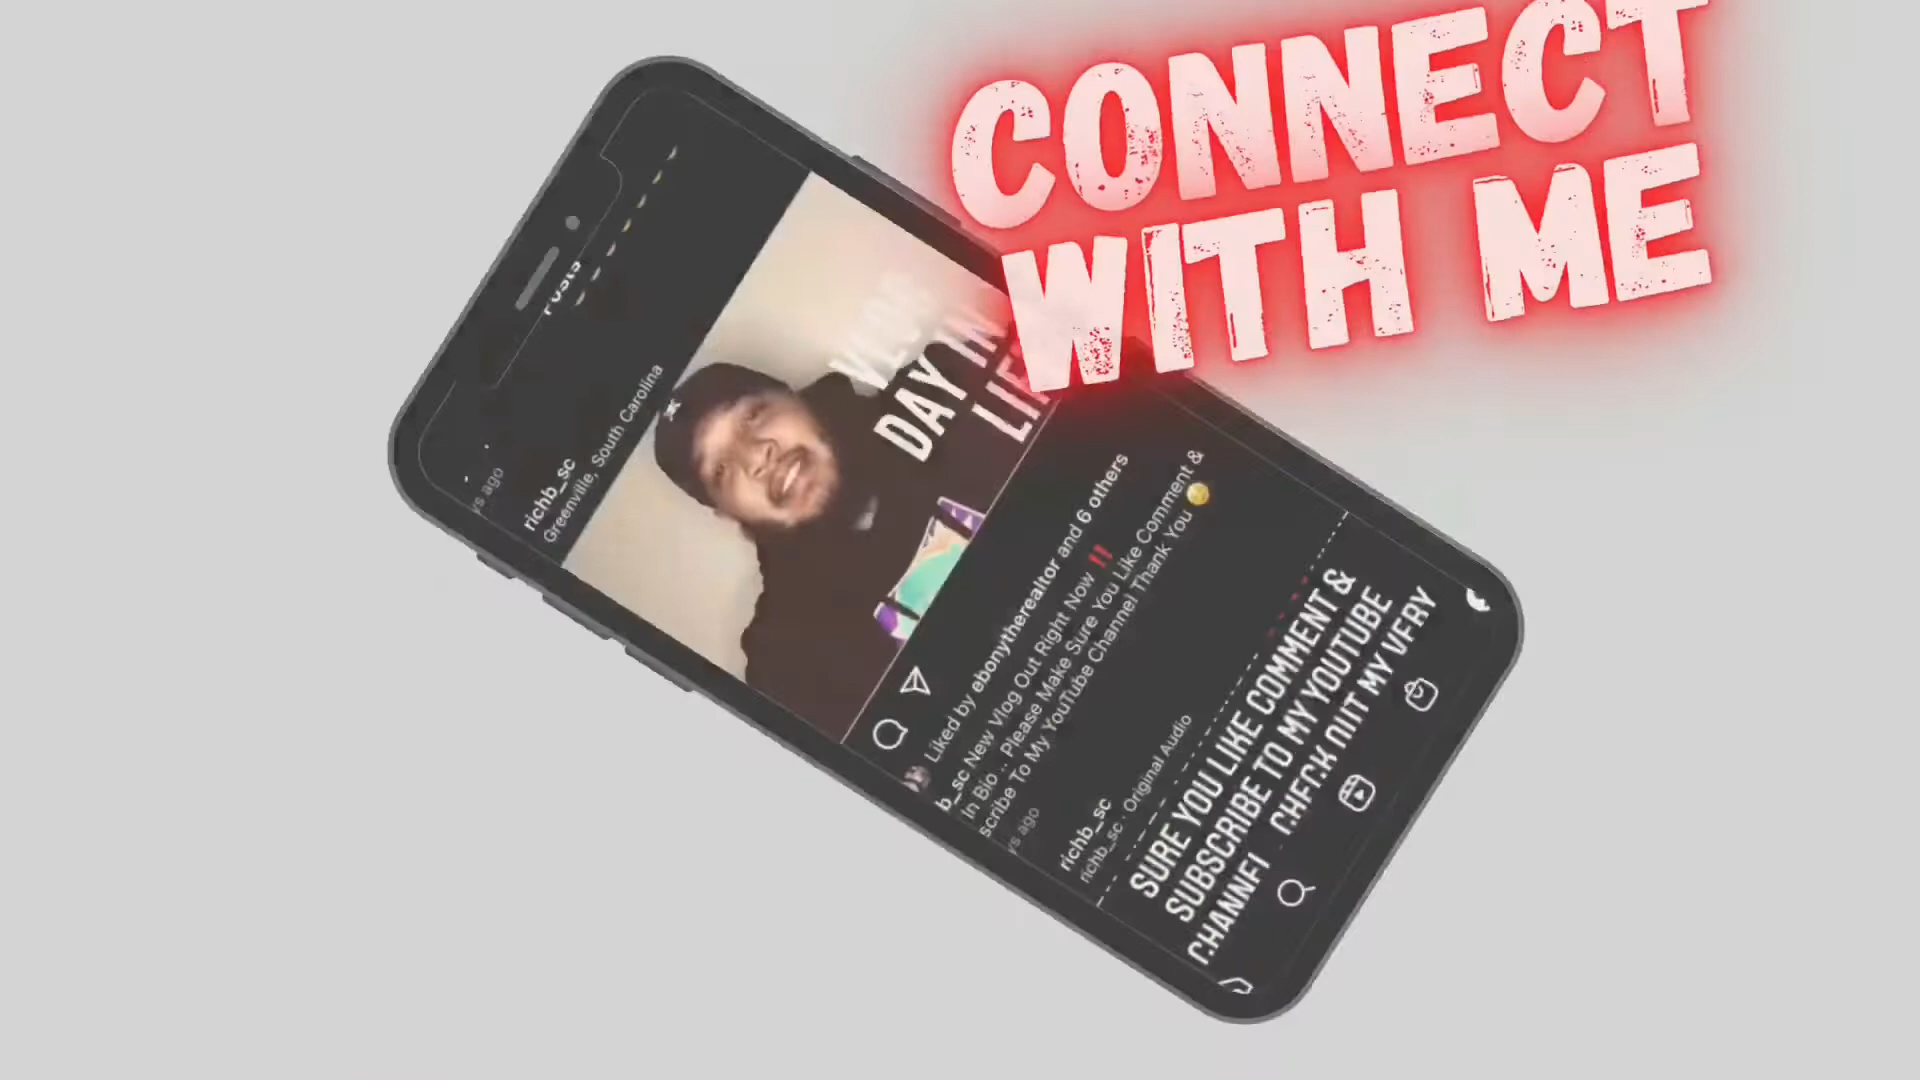 CONNECT
WITH ME
richb_sc
Greenville, South Carolina
DAY IN
Liked by ebonytherealtor and 6 others
b_sc New Vlog Out Right Now ‼️
In Bio .. Please Make Sure You Like Comment &
scribe To My YouTube Channel Thank You
ys ago
richb_sc
richb_sc · Original Audio
SURE YOU LIKE COMMENT &
SUBSCRIBE TO MY YOUTUBE
CHECK OUT MY VERY